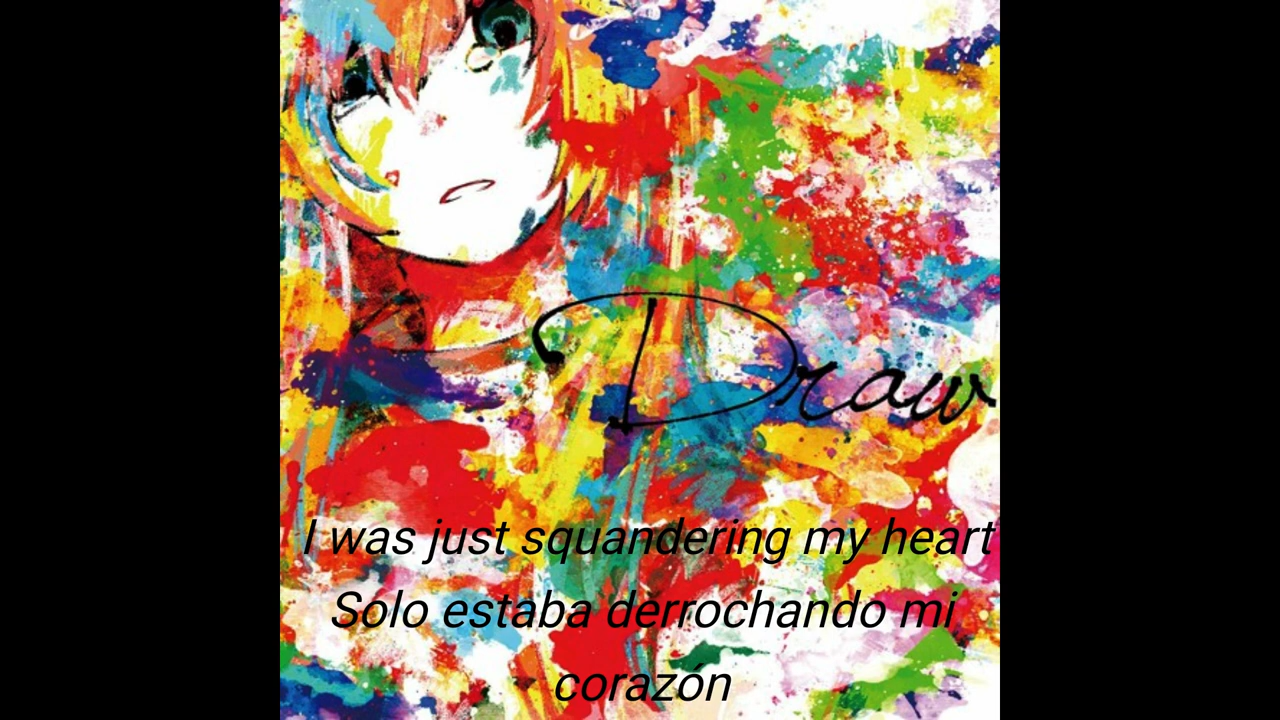 Draw
I was just squandering my heart
Solo estaba derrochando mi
corazón